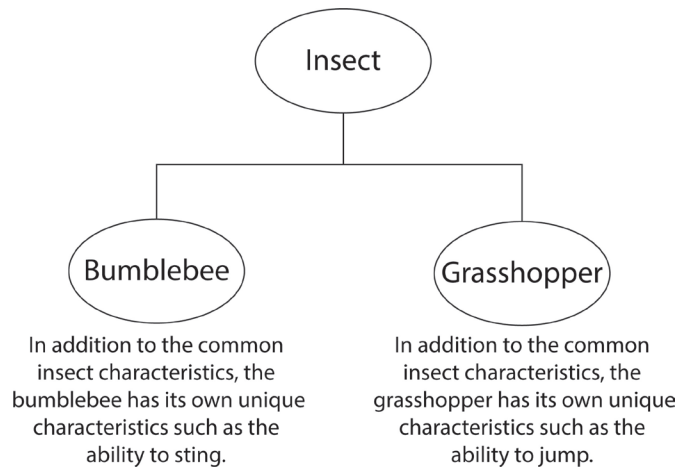 Insect
Bumblebee
Grasshopper
In addition to the common
insect characteristics, the
bumblebee has its own unique
characteristics such as the
ability to sting.
In addition to the common
insect characteristics, the
grasshopper has its own unique
characteristics such as the
ability to jump.